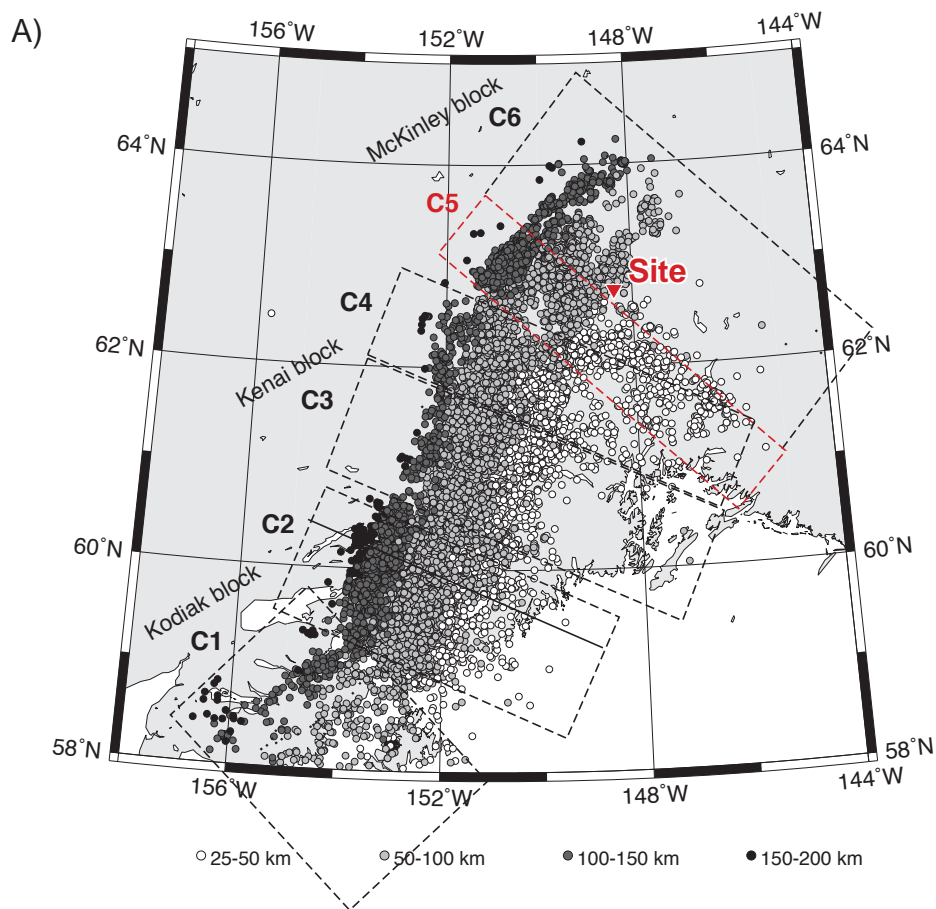 A)
156˚W
152˚W
148˚W
144˚W
McKinley block
C6
64˚N
64˚N
C5
Site
C4
62˚N
62˚N
Kenai block
C3
C2
60˚N
60˚N
Kodiak block
C1
58˚N
58˚N
156˚W
152˚W
148˚W
144˚W
25-50 km
50-100 km
100-150 km
150-200 km